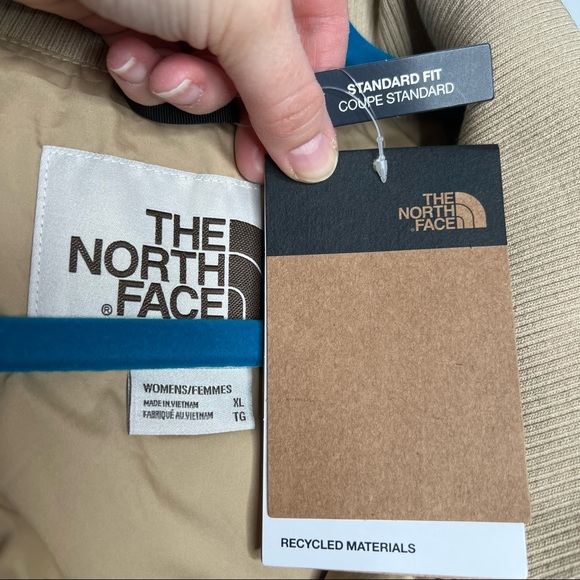 STANDARD FIT
COUPE STANDARD
THE
NORTH
FACE
THE
NORTH
®FACE
WOMENS/FEMMES
MADE IN VIETNAM XL
FABRIQUÉ AU VIETNAM TG
RECYCLED MATERIALS